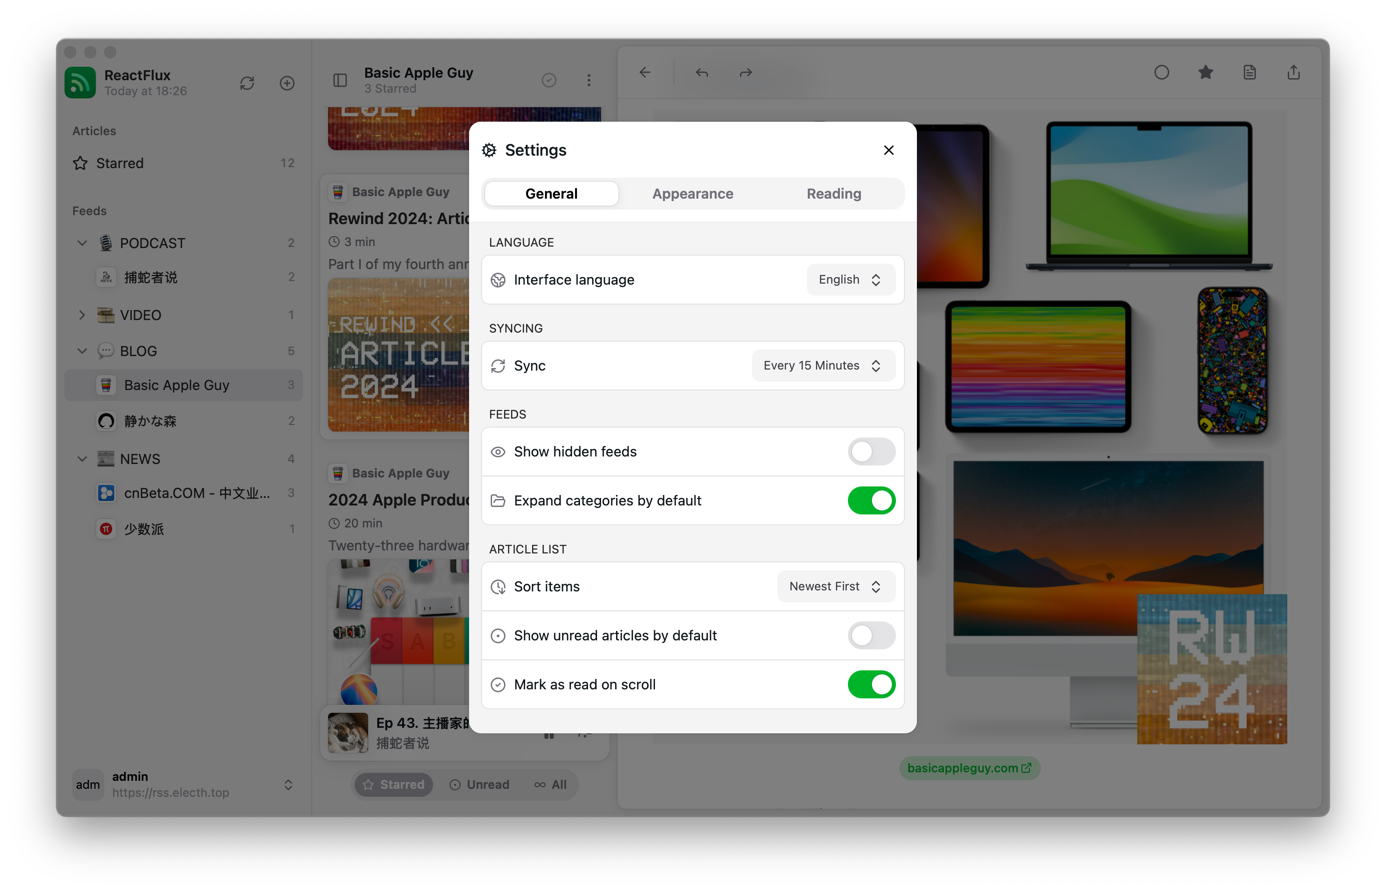 ReactFlux
Today at 18:26
Articles
Starred 12
Feeds
PODCAST 2
捕蛇者说 2
VIDEO 1
BLOG 5
Basic Apple Guy 3
静かな森 2
NEWS 4
cnBeta.COM - 中文业... 3
少数派 1
adm
admin
https://rss.electh.top
Basic Apple Guy
3 Starred
2024
Basic Apple Guy
Rewind 2024: Artic
3 min
Part I of my fourth ann
REWIND <<
ARTICLE
2024
Basic Apple Guy
2024 Apple Produc
20 min
Twenty-three hardwar
S A B
Ep 43. 主播家的
捕蛇者说
Starred Unread All
Settings
General Appearance Reading
LANGUAGE
Interface language English
SYNCING
Sync Every 15 Minutes
FEEDS
Show hidden feeds
Expand categories by default
ARTICLE LIST
Sort items Newest First
Show unread articles by default
Mark as read on scroll
RW
24
basicappleguy.com